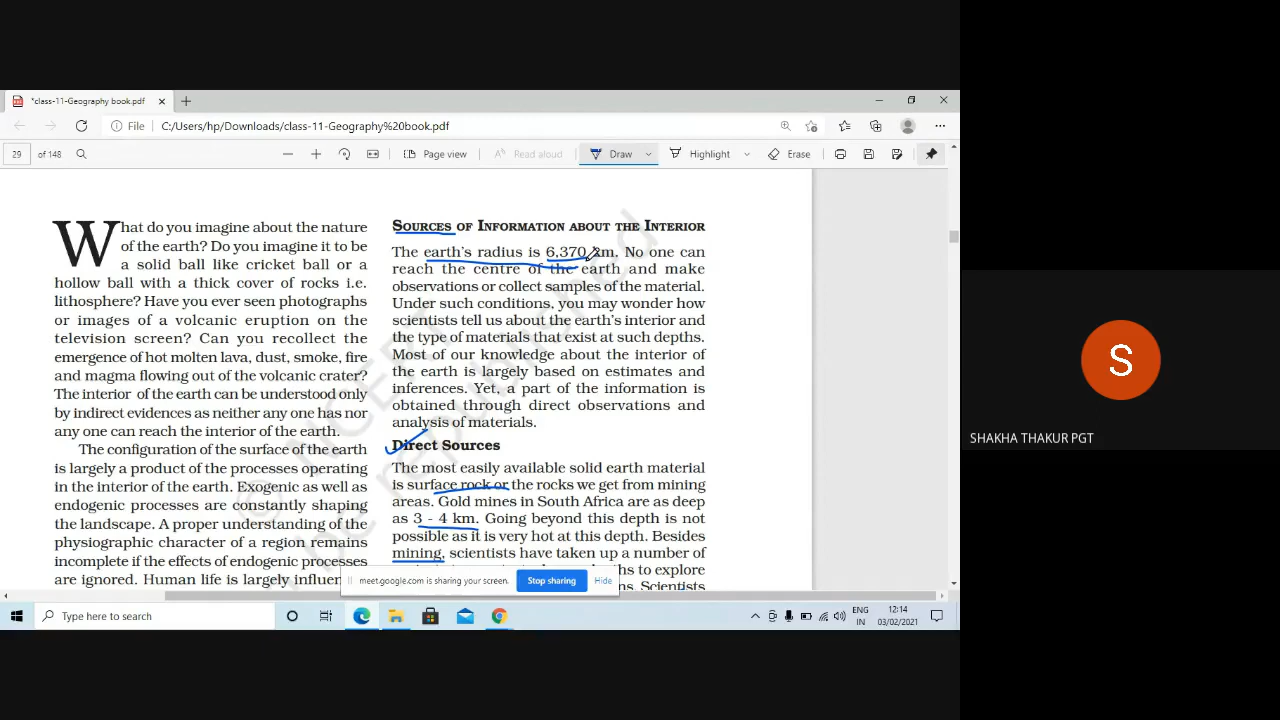 *class-11-Geography book.pdf
File
C:/Users/hp/Downloads/class-11-Geography%20book.pdf
29
of 148
Page view
Read aloud
Draw
Highlight
Erase
What do you imagine about the nature
of the earth? Do you imagine it to be
a solid ball like cricket ball or a
hollow ball with a thick cover of rocks i.e.
lithosphere? Have you ever seen photographs
or images of a volcanic eruption on the
television screen? Can you recollect the
emergence of hot molten lava, dust, smoke, fire
and magma flowing out of the volcanic crater?
The interior of the earth can be understood only
by indirect evidences as neither any one has nor
any one can reach the interior of the earth.
The configuration of the surface of the earth
is largely a product of the processes operating
in the interior of the earth. Exogenic as well as
endogenic processes are constantly shaping
the landscape. A proper understanding of the
physiographic character of a region remains
incomplete if the effects of endogenic processes
are ignored. Human life is largely
SOURCES OF INFORMATION ABOUT THE INTERIOR
The earth's radius is 6,370 km. No one can
reach the centre of the earth and make
observations or collect samples of the material.
Under such conditions, you may wonder how
scientists tell us about the earth's interior and
the type of materials that exist at such depths.
Most of our knowledge about the interior of
the earth is largely based on estimates and
inferences. Yet, a part of the information is
obtained through direct observations and
analysis of materials.
Direct Sources
The most easily available solid earth material
is surface rock or the rocks we get from mining
areas. Gold mines in South Africa are as deep
as 3 - 4 km. Going beyond this depth is not
possible as it is very hot at this depth. Besides
mining, scientists have taken up a number of
to explore
Scientists
© NCERT
republished
meet.google.com is sharing your screen.
Stop sharing
Hide
Type here to search
ENG
IN
12:14
03/02/2021
S
SHAKHA THAKUR PGT